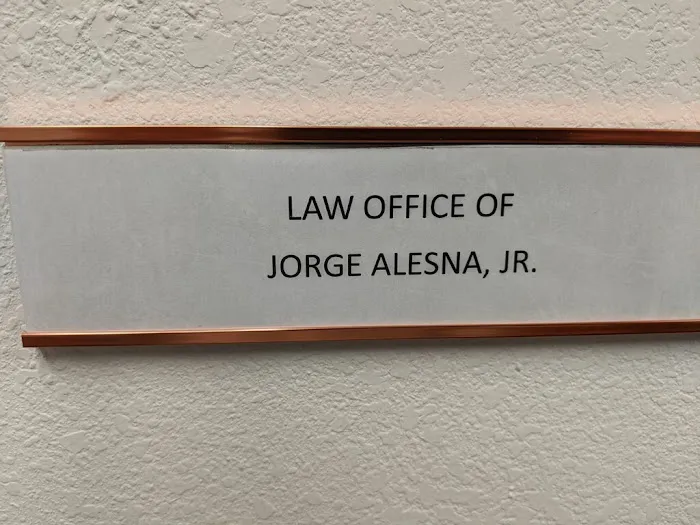 LAW OFFICE OF
JORGE ALESNA, JR.